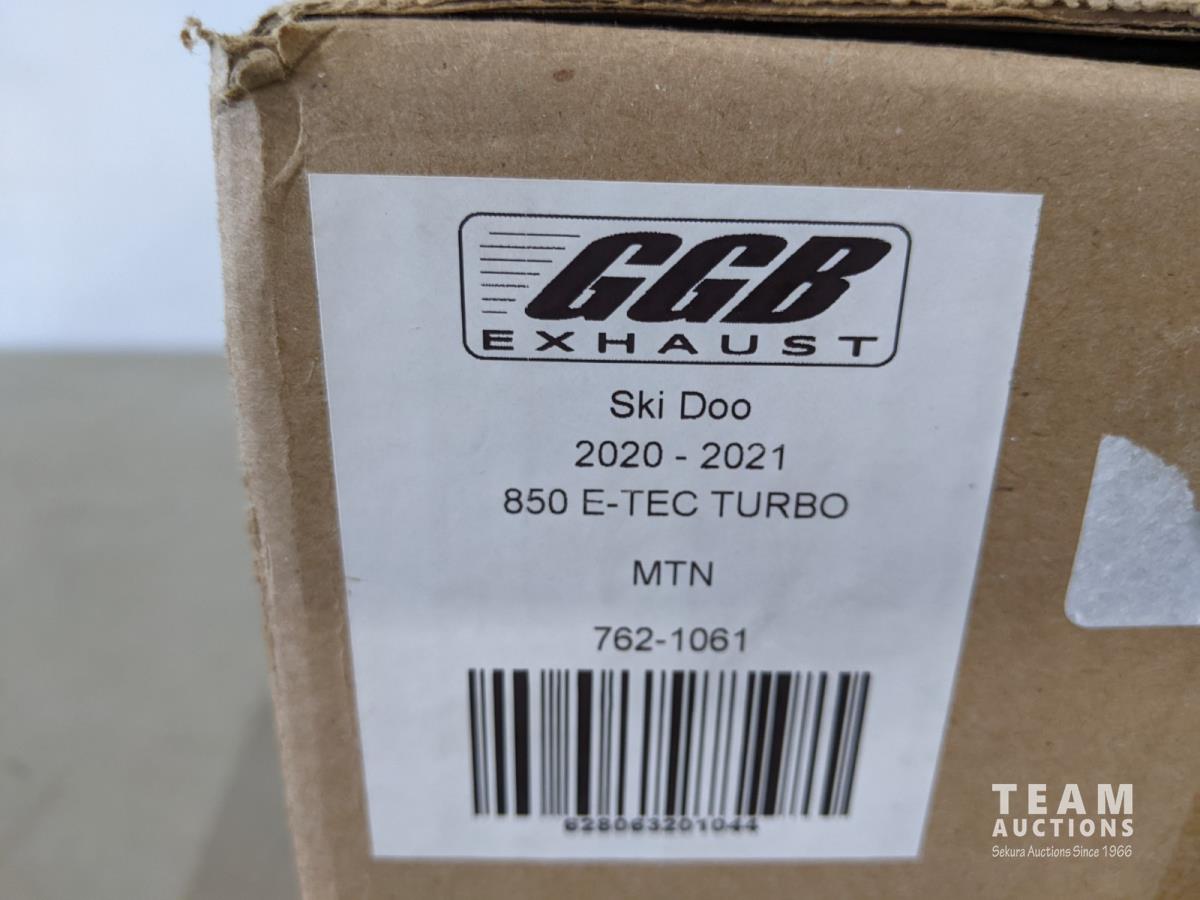 GGB
EXHAUST
Ski Doo
2020 - 2021
850 E-TEC TURBO
MTN
762-1061
628063201044
TEAM
AUCTIONS
Sekura Auctions Since 1966